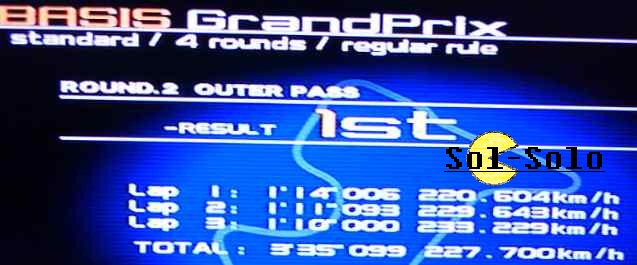 BASIS GrandPrix
standard / 4 rounds / regular rule
ROUND.2 OUTER PASS
-RESULT 1st
Sol-Solo
Lap 1: 1'14"006 220.604km/h
Lap 2: 1'11"093 229.643km/h
Lap 3: 1'10"000 233.229km/h
TOTAL: 3'35"099 227.700km/h